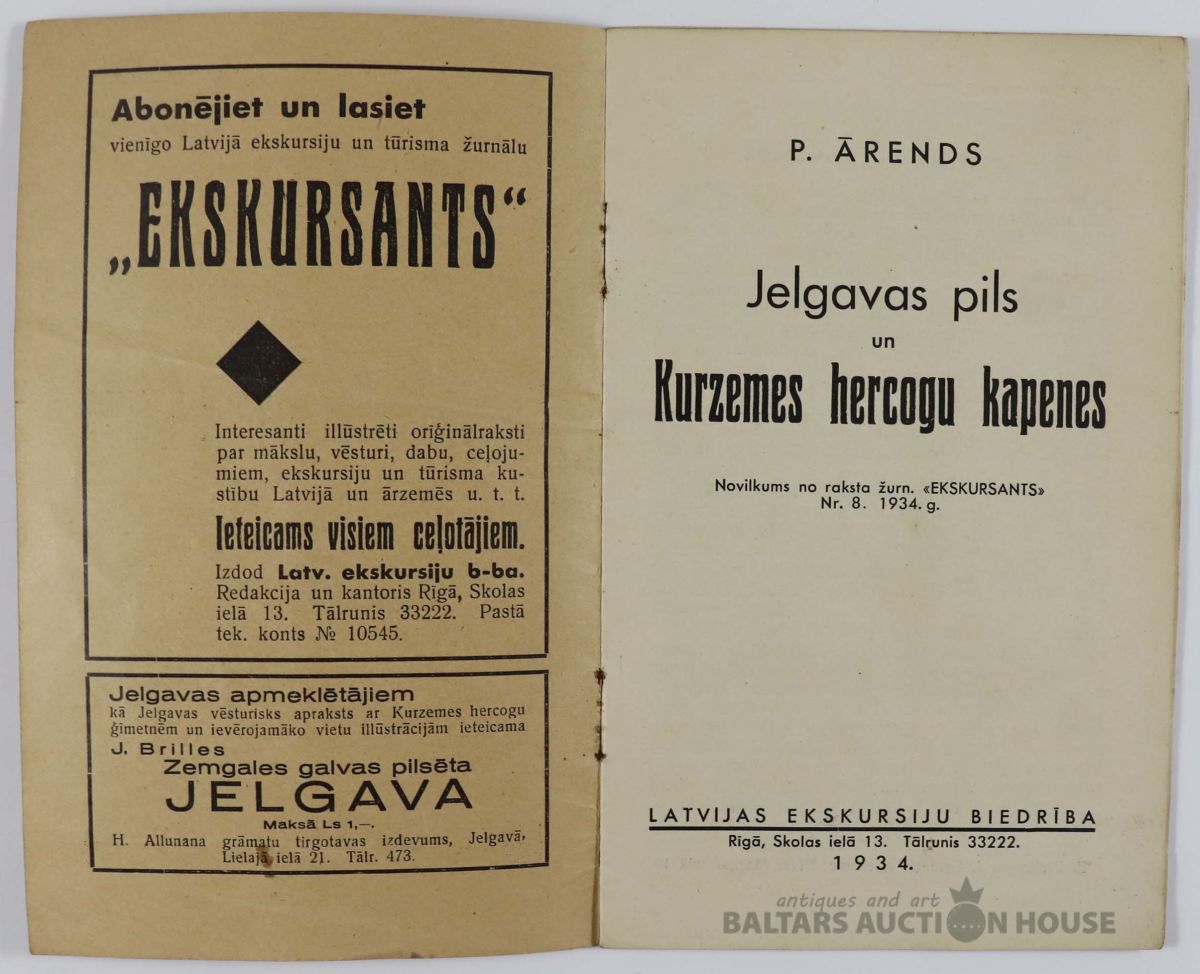 Abonējiet un lasiet
vienīgo Latvijā ekskursiju un tūrisma žurnālu
„EKSKURSANTS“
Interesanti illūstrēti oriģinālraksti
par mākslu, vēsturi, dabu, ceļoju-
miem, ekskursiju un tūrisma ku-
stību Latvijā un ārzemēs u. t. t.
Ieteicams visiem ceļotājiem.
Izdod Latv. ekskursiju b-ba.
Redakcija un kantoris Rīgā, Skolas
ielā 13. Tālrunis 33222. Pastā
tek. konts № 10545.
Jelgavas apmeklētājiem
kā Jelgavas vēsturisks apraksts ar Kurzemes hercogu
ģimetnēm un ievērojamāko vietu illūstrācijām ieteicama
J. Brilles
Zemgales galvas pilsēta
JELGAVA
Maksā Ls 1,—.
H. Allunana grāmatu tirgotavas izdevums, Jelgavā,
Lielajā ielā 21. Tālr. 473.
P. ĀRENDS
Jelgavas pils
un
Kurzemes hercogu kapenes
Novilkums no raksta žurn. «EKSKURSANTS»
Nr. 8. 1934. g.
LATVIJAS EKSKURSIJU BIEDRĪBA
Rīgā, Skolas ielā 13. Tālrunis 33222.
1934.
antiques and art
BALTARS AUCTION HOUSE